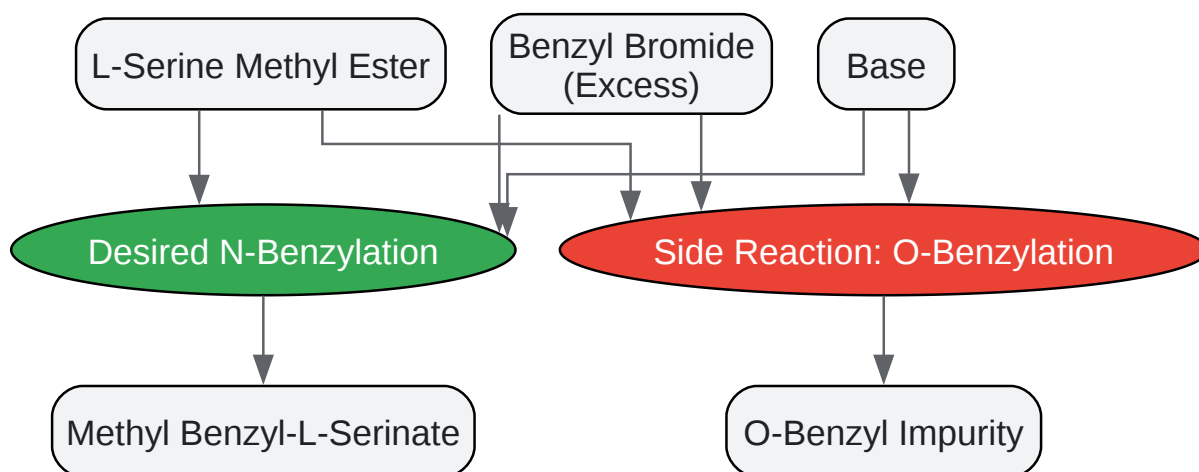 L-Serine Methyl Ester
Benzyl Bromide
(Excess)
Base
Desired N-Benzylation
Side Reaction: O-Benzylation
Methyl Benzyl-L-Serinate
O-Benzyl Impurity